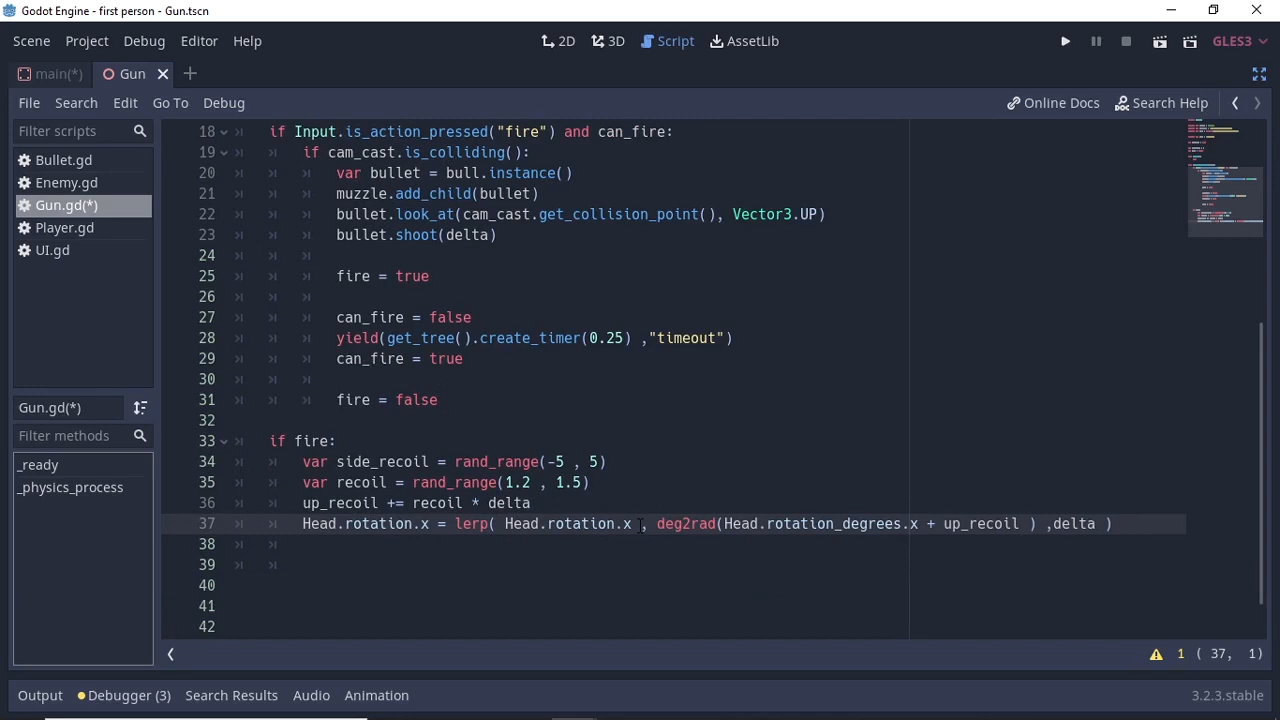 Godot Engine - first person - Gun.tscn
Scene Project Debug Editor Help 2D 3D Script AssetLib GLES3
main(*) Gun
File Search Edit Go To Debug Online Docs Search Help
Filter scripts
Bullet.gd
Enemy.gd
Gun.gd(*)
Player.gd
UI.gd
Gun.gd(*)
Filter methods
_ready
_physics_process
18 if Input.is_action_pressed("fire") and can_fire:
19 if cam_cast.is_colliding():
20 var bullet = bull.instance()
21 muzzle.add_child(bullet)
22 bullet.look_at(cam_cast.get_collision_point(), Vector3.UP)
23 bullet.shoot(delta)
24
25 fire = true
26
27 can_fire = false
28 yield(get_tree().create_timer(0.25) ,"timeout")
29 can_fire = true
30
31 fire = false
32
33 if fire:
34 var side_recoil = rand_range(-5 , 5)
35 var recoil = rand_range(1.2 , 1.5)
36 up_recoil += recoil * delta
37 Head.rotation.x = lerp( Head.rotation.x , deg2rad(Head.rotation_degrees.x + up_recoil ) ,delta )
38
39
40
41
42
1 ( 37, 1)
Output Debugger (3) Search Results Audio Animation 3.2.3.stable